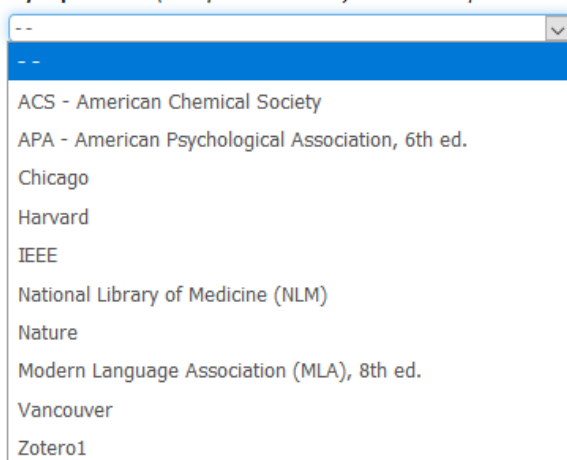 - -
- -
ACS - American Chemical Society
APA - American Psychological Association, 6th ed.
Chicago
Harvard
IEEE
National Library of Medicine (NLM)
Nature
Modern Language Association (MLA), 8th ed.
Vancouver
Zotero1